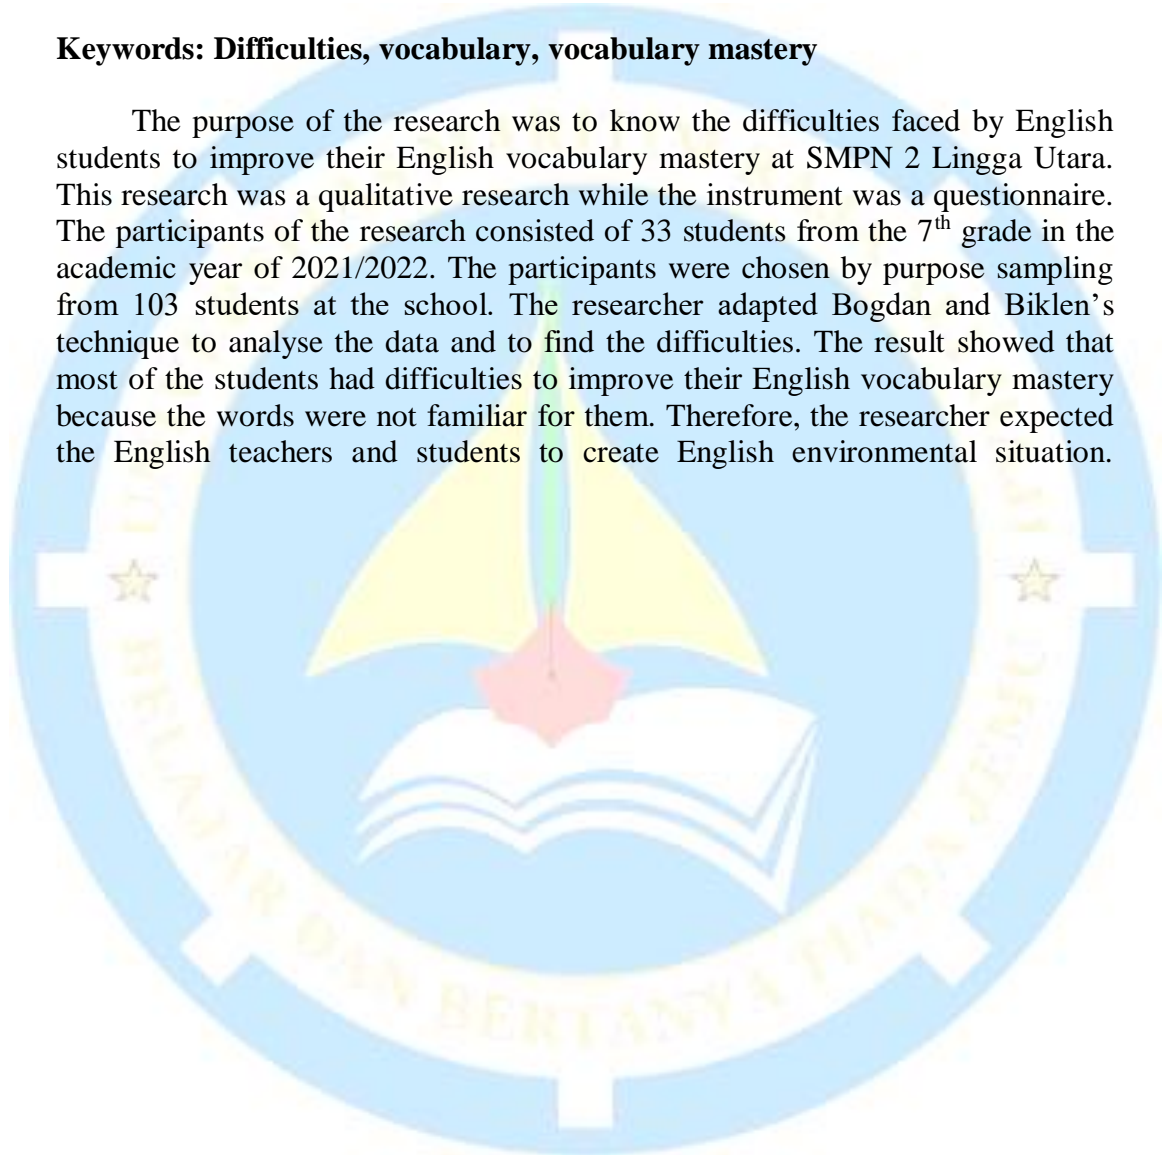 Keywords: Difficulties, vocabulary, vocabulary mastery
The purpose of the research was to know the difficulties faced by English
students to improve their English vocabulary mastery at SMPN 2 Lingga Utara.
This research was a qualitative research while the instrument was a questionnaire.
The participants of the research consisted of 33 students from the 7th grade in the
academic year of 2021/2022. The participants were chosen by purpose sampling
from 103 students at the school. The researcher adapted Bogdan and Biklen’s
technique to analyse the data and to find the difficulties. The result showed that
most of the students had difficulties to improve their English vocabulary mastery
because the words were not familiar for them. Therefore, the researcher expected
the English teachers and students to create English environmental situation.
BELAJAR DAN BERTANYA TIADA JEMU